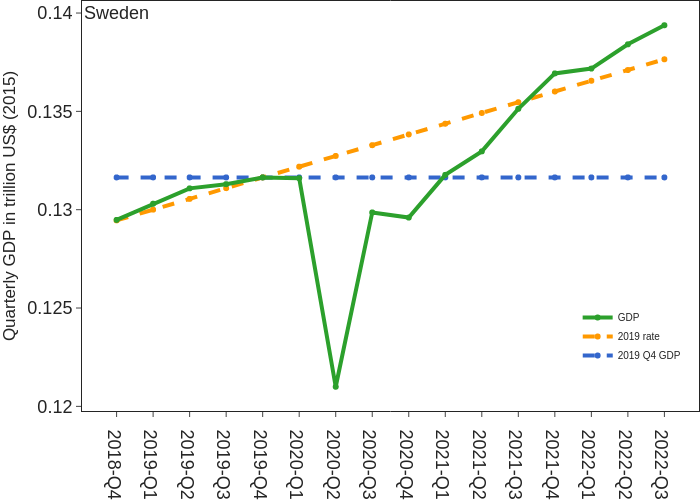 Sweden
Quarterly GDP in trillion US$ (2015)
0.14
0.135
0.13
0.125
0.12
GDP
2019 rate
2019 Q4 GDP
2018-Q4
2019-Q1
2019-Q2
2019-Q3
2019-Q4
2020-Q1
2020-Q2
2020-Q3
2020-Q4
2021-Q1
2021-Q2
2021-Q3
2021-Q4
2022-Q1
2022-Q2
2022-Q3